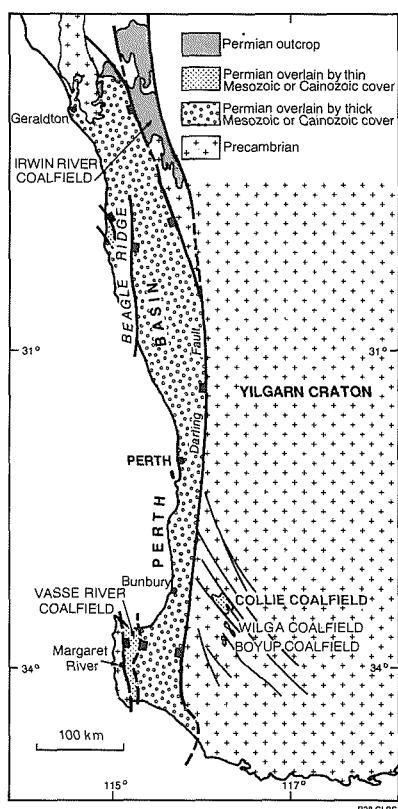 Permian outcrop
Permian overlain by thin
Mesozoic or Cainozoic cover
Permian overlain by thick
Mesozoic or Cainozoic cover
Precambrian
Geraldton
IRWIN RIVER
COALFIELD
BEAGLE RIDGE
BASIN
31°
31°
Fault
YILGARN CRATON
Darling
PERTH
PERTH
Bunbury
VASSE RIVER
COALFIELD
COLLIE COALFIELD
WILGA COALFIELD
BOYUP COALFIELD
Margaret
River
34°
34°
100 km
115°
117°